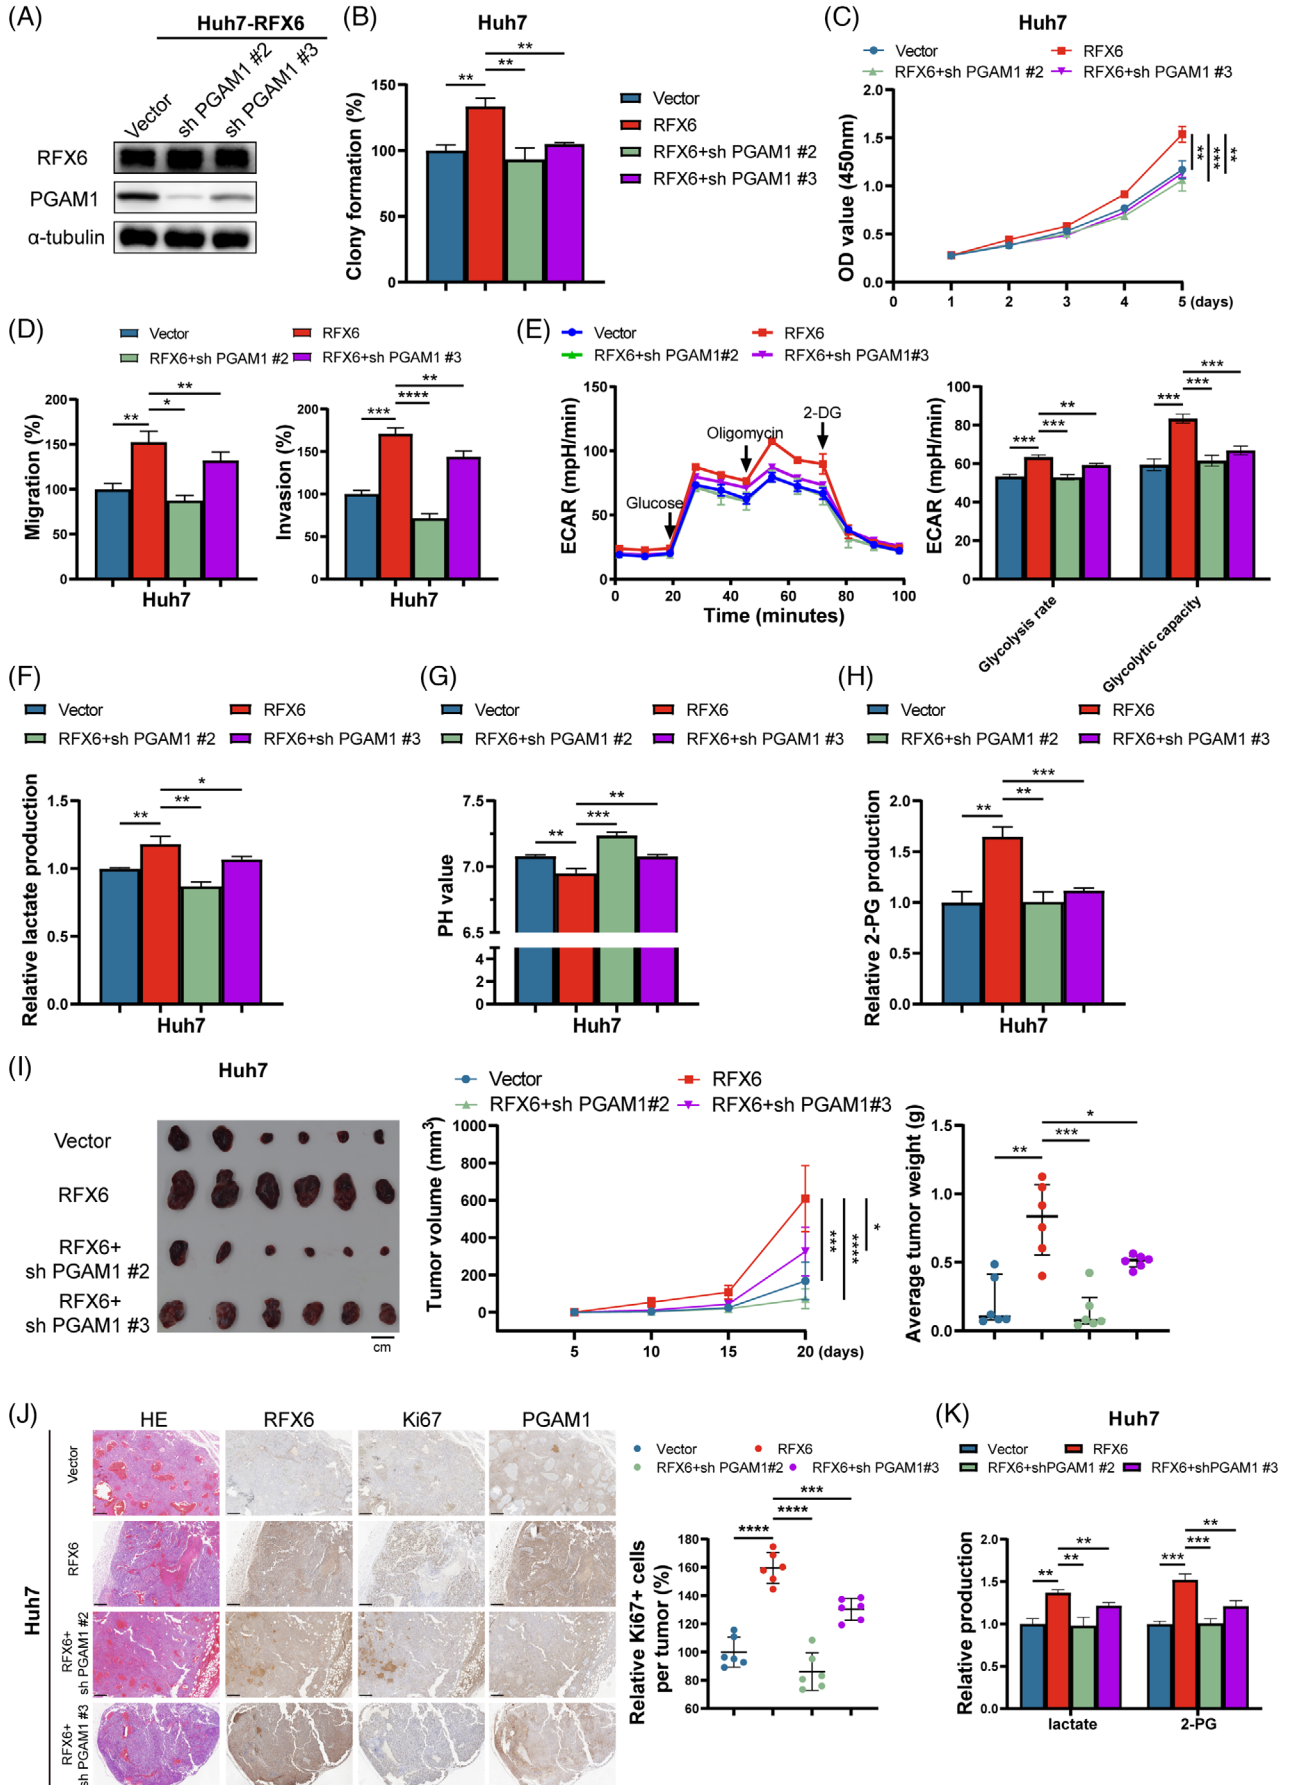 (A)
Huh7-RFX6
Vector
sh PGAM1 #2
sh PGAM1 #3
RFX6
PGAM1
α-tubulin
(B)
Huh7
** ** **
Clony formation (%)
150
100
50
0
Vector
RFX6
RFX6+sh PGAM1 #2
RFX6+sh PGAM1 #3
(C)
Huh7
Vector RFX6
RFX6+sh PGAM1 #2 RFX6+sh PGAM1 #3
OD value (450nm)
2.0
1.5
1.0
0.5
0.0
0 1 2 3 4 5 (days)
** *** **
(D)
Vector RFX6
RFX6+sh PGAM1 #2 RFX6+sh PGAM1 #3
Migration (%)
200
150
100
50
0
** * **
Huh7
Invasion (%)
200
150
100
50
0
*** **** **
Huh7
(E)
Vector RFX6
RFX6+sh PGAM1#2 RFX6+sh PGAM1#3
ECAR (mpH/min)
150
100
50
0
Glucose
Oligomycin
2-DG
0 20 40 60 80 100
Time (minutes)
ECAR (mpH/min)
100
80
60
40
20
0
*** *** **
*** *** ***
Glycolysis rate
Glycolytic capacity
(F)
Vector RFX6
RFX6+sh PGAM1 #2 RFX6+sh PGAM1 #3
Relative lactate production
1.5
1.0
0.5
0.0
** ** *
Huh7
(G)
Vector RFX6
RFX6+sh PGAM1 #2 RFX6+sh PGAM1 #3
PH value
7.5
7.0
6.5
4
2
0
** *** **
Huh7
(H)
Vector RFX6
RFX6+sh PGAM1 #2 RFX6+sh PGAM1 #3
Relative 2-PG production
2.0
1.5
1.0
0.5
0.0
** ** ***
Huh7
(I)
Huh7
Vector
RFX6
RFX6+
sh PGAM1 #2
RFX6+
sh PGAM1 #3
cm
Vector RFX6
RFX6+sh PGAM1#2 RFX6+sh PGAM1#3
Tumor volume (mm3)
1000
800
600
400
200
0
5 10 15 20 (days)
*** **** *
Average tumor weight (g)
1.5
1.0
0.5
0.0
** *** *
(J)
HE RFX6 Ki67 PGAM1
Huh7
Vector
RFX6
RFX6+
sh PGAM1 #2
RFX6+
sh PGAM1 #3
Vector RFX6
RFX6+sh PGAM1#2 RFX6+sh PGAM1#3
Relative Ki67+ cells
per tumor (%)
180
160
140
120
100
80
60
**** **** ***
(K)
Huh7
Vector RFX6
RFX6+shPGAM1 #2 RFX6+shPGAM1 #3
Relative production
2.0
1.5
1.0
0.5
0.0
** ** **
*** *** **
lactate 2-PG